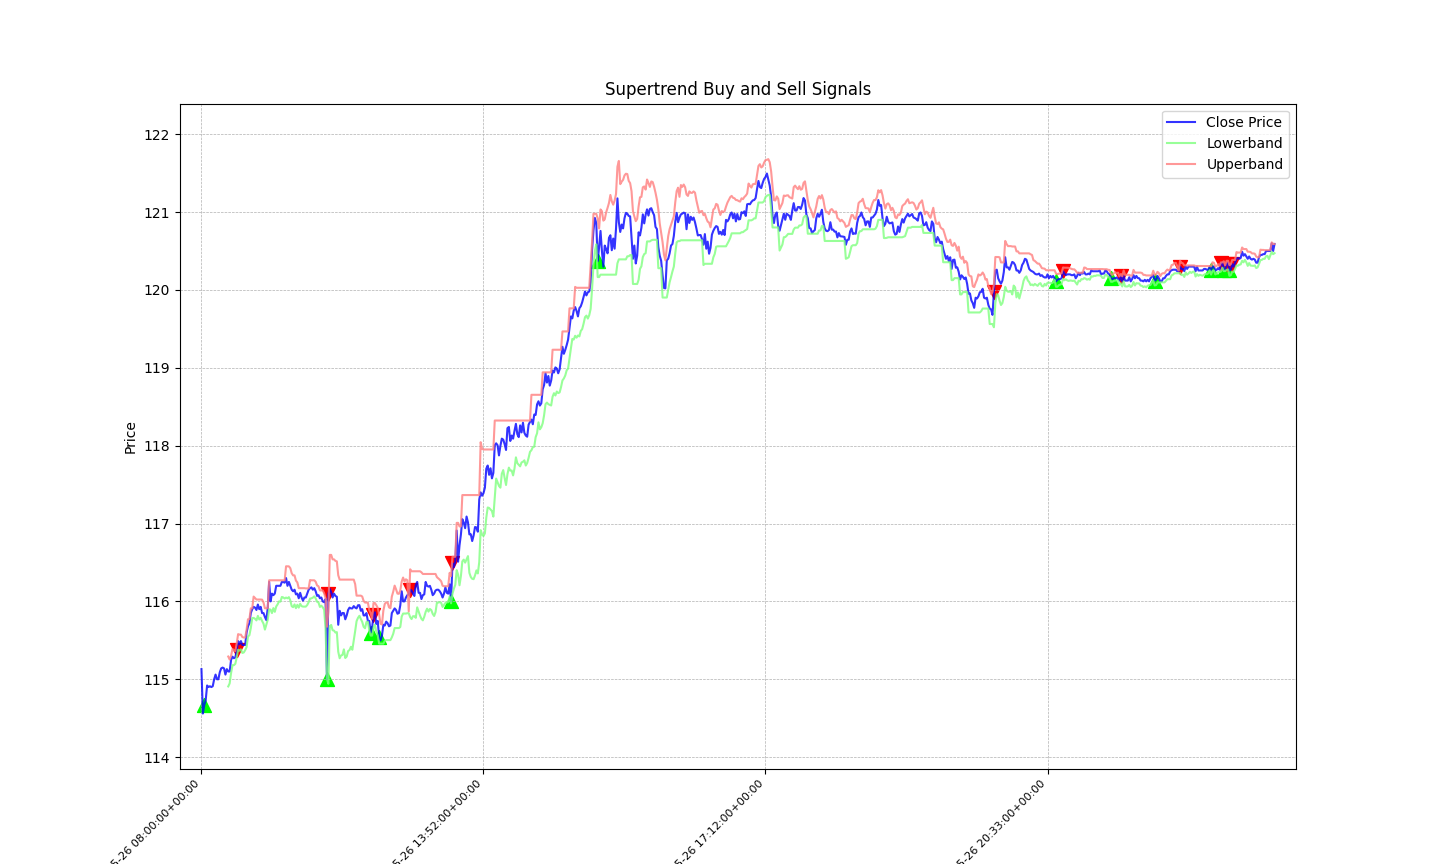 Supertrend Buy and Sell Signals
Close Price
Lowerband
Upperband
Price
122
121
120
119
118
117
116
115
114
5-26 08:00:00+00:00
5-26 13:52:00+00:00
5-26 17:12:00+00:00
5-26 20:33:00+00:00